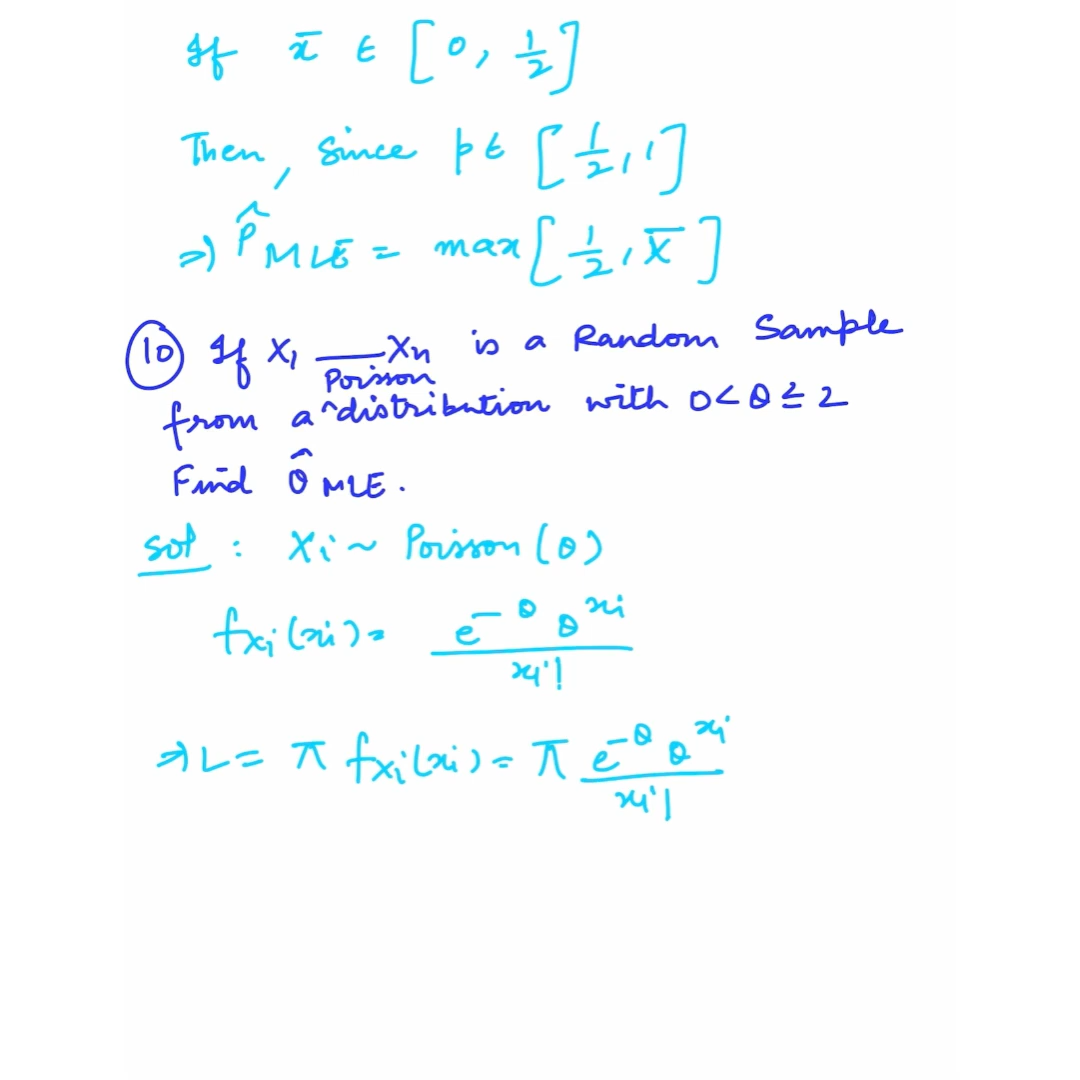 If x̄ ∈ [0, 1/2]
Then, Since p ∈ [1/2, 1]
⇒ p̂ MLE = max[1/2, X̄]
(10) If X₁ — Xn is a Random Sample
from a ^Poisson distribution with 0<θ≤2
Find θ̂ MLE.
Sol : Xi ~ Poisson (θ)
fxi(xi) = e^-θ θ^xi / xi!
⇒ L = π fxi(xi) = π e^-θ θ^xi / xi!